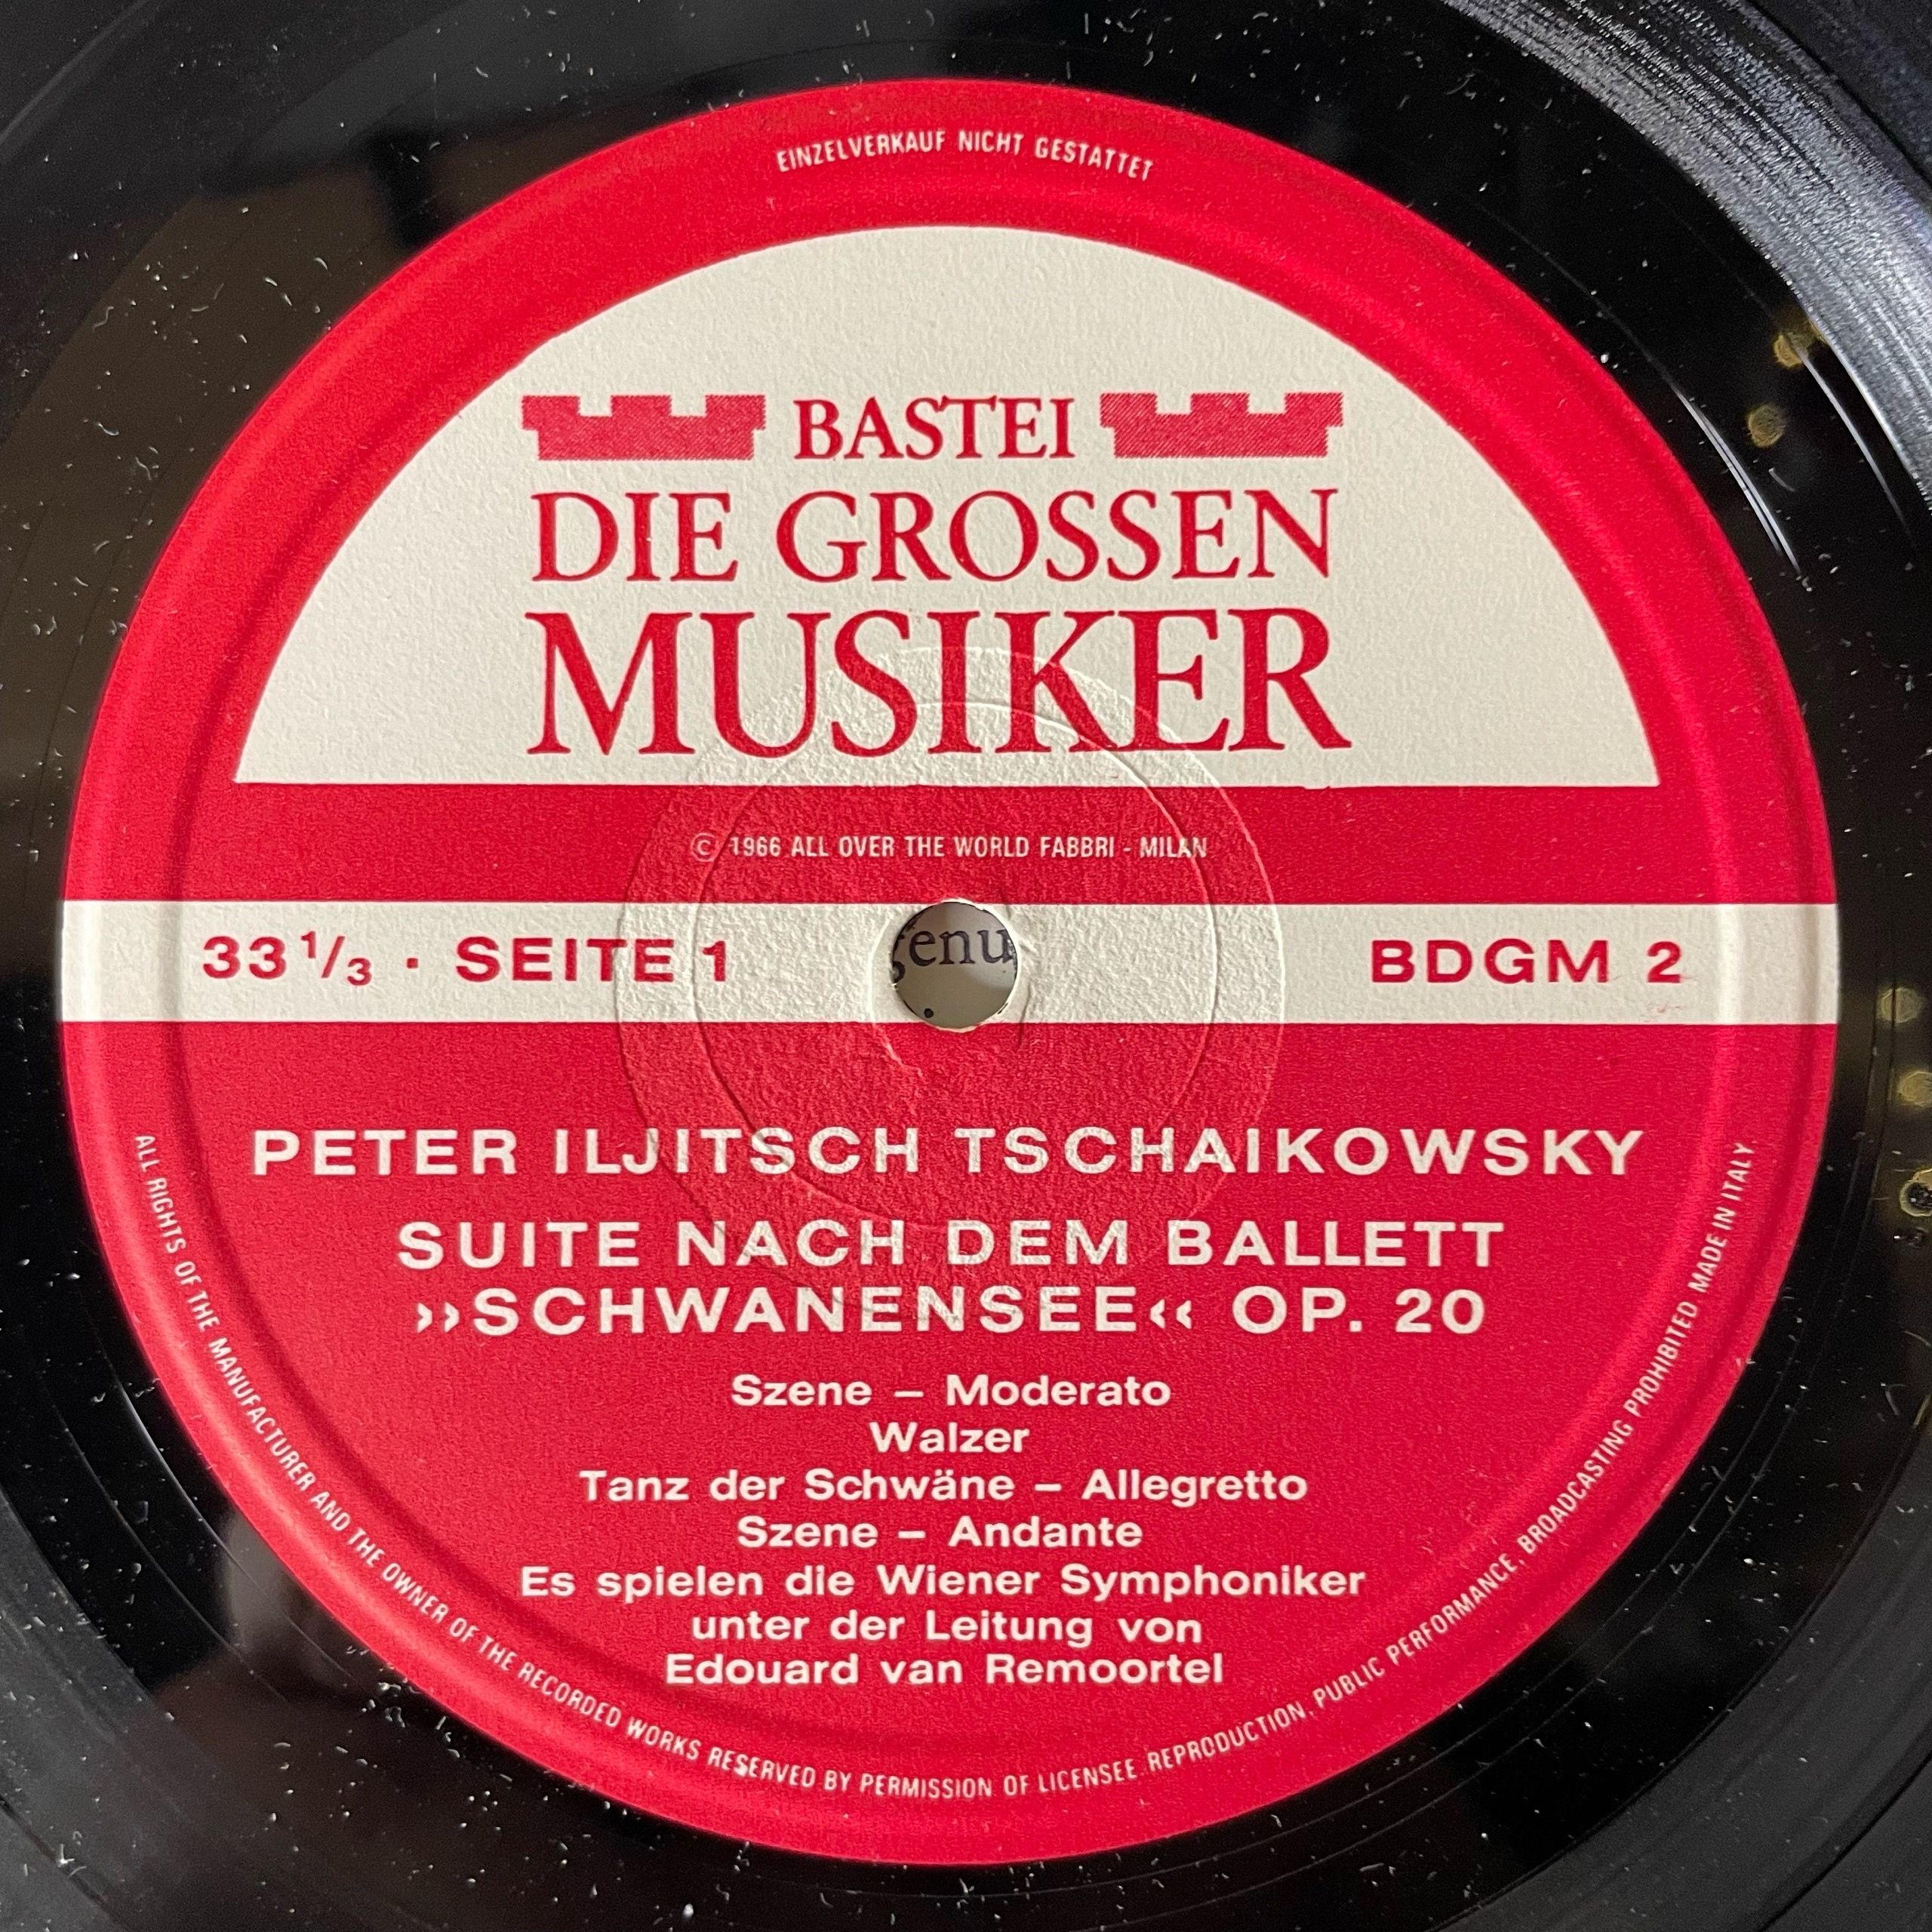 EINZELVERKAUF NICHT GESTATTET
BASTEI
DIE GROSSEN
MUSIKER
© 1966 ALL OVER THE WORLD FABBRI - MILAN
33 1/3 · SEITE 1
genu
BDGM 2
PETER ILJITSCH TSCHAIKOWSKY
SUITE NACH DEM BALLETT
››SCHWANENSEE‹‹ OP. 20
Szene – Moderato
Walzer
Tanz der Schwäne – Allegretto
Szene – Andante
Es spielen die Wiener Symphoniker
unter der Leitung von
Edouard van Remoortel
ALL RIGHTS OF THE MANUFACTURER AND THE OWNER OF THE RECORDED WORKS RESERVED BY PERMISSION OF LICENSEE. REPRODUCTION, PUBLIC PERFORMANCE, BROADCASTING PROHIBITED MADE IN ITALY